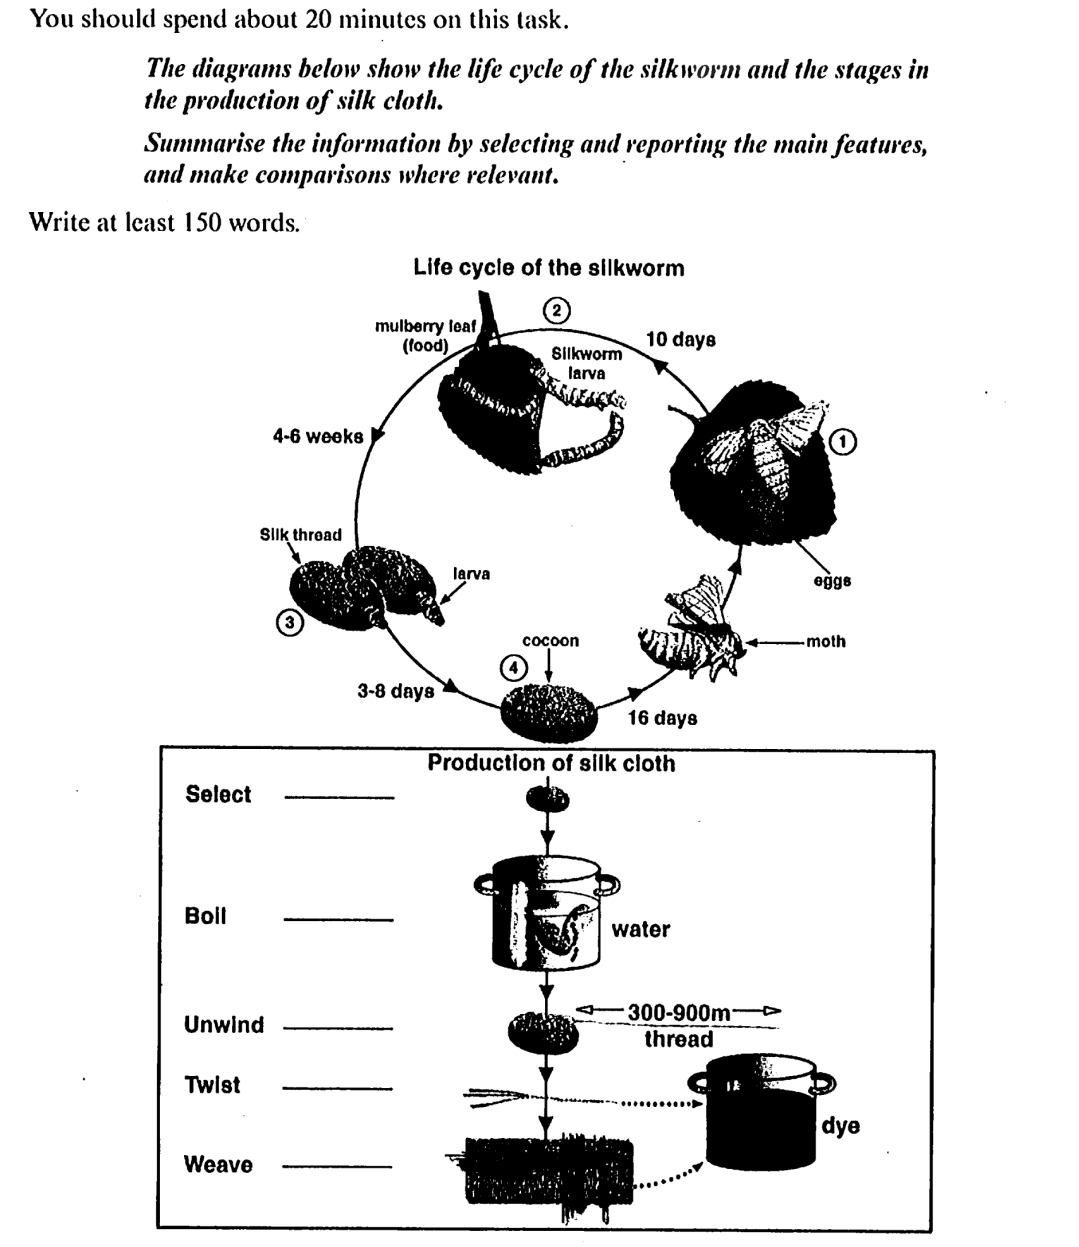 You should spend about 20 minutes on this task.
The diagrams below show the life cycle of the silkworm and the stages in
the production of silk cloth.
Summarise the information by selecting and reporting the main features,
and make comparisons where relevant.
Write at least 150 words.
Life cycle of the silkworm
2
mulberry leaf
(food)
Silkworm
larva
10 days
1
4-6 weeks
Silk thread
larva
eggs
3
cocoon
moth
4
3-8 days
16 days
Production of silk cloth
Select
Boil
water
Unwind
300-900m
thread
Twist
dye
Weave